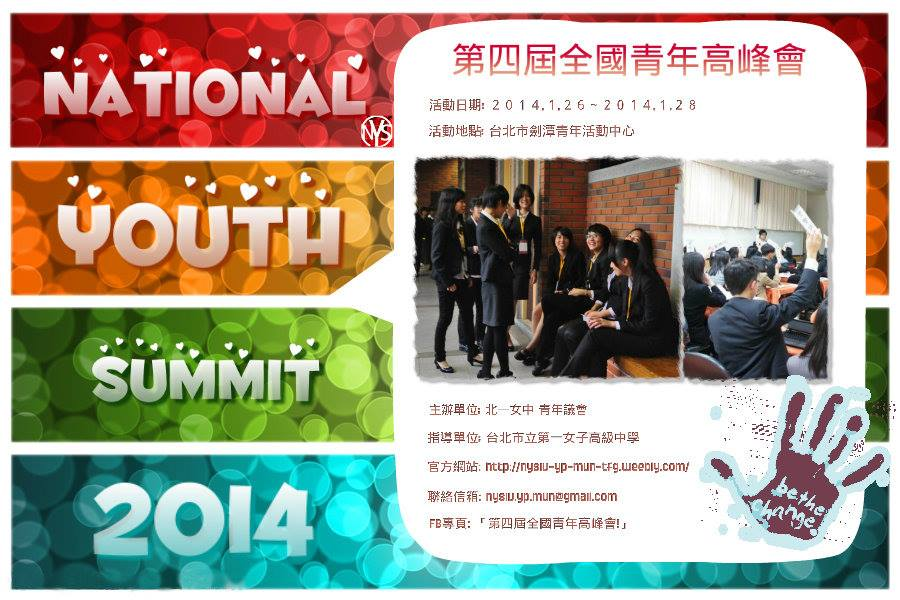 NATIONAL
NYS
YOUTH
SUMMIT
2014
第四屆全國青年高峰會
活動日期: 2014.1.26~2014.1.28
活動地點: 台北市劍潭青年活動中心
主辦單位: 北一女中 青年議會
指導單位: 台北市立第一女子高級中學
官方網站: http://nysiv-yp-mun-tfg.weebly.com/
聯絡信箱: nysiv.yp.mun@gmail.com
FB專頁: 「第四屆全國青年高峰會!」
be the
change.